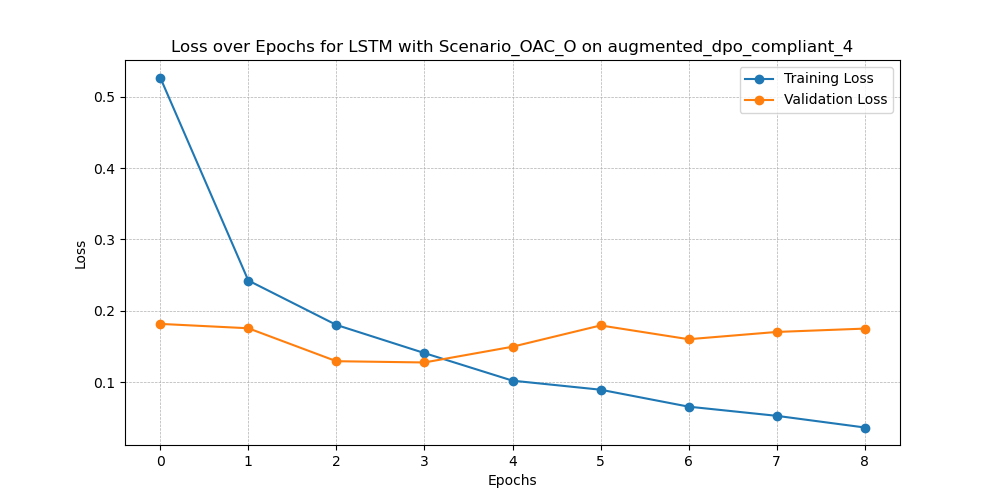 Loss over Epochs for LSTM with Scenario_OAC_O on augmented_dpo_compliant_4
Training Loss
Validation Loss
0.5
0.4
0.3
0.2
0.1
Loss
0 1 2 3 4 5 6 7 8
Epochs